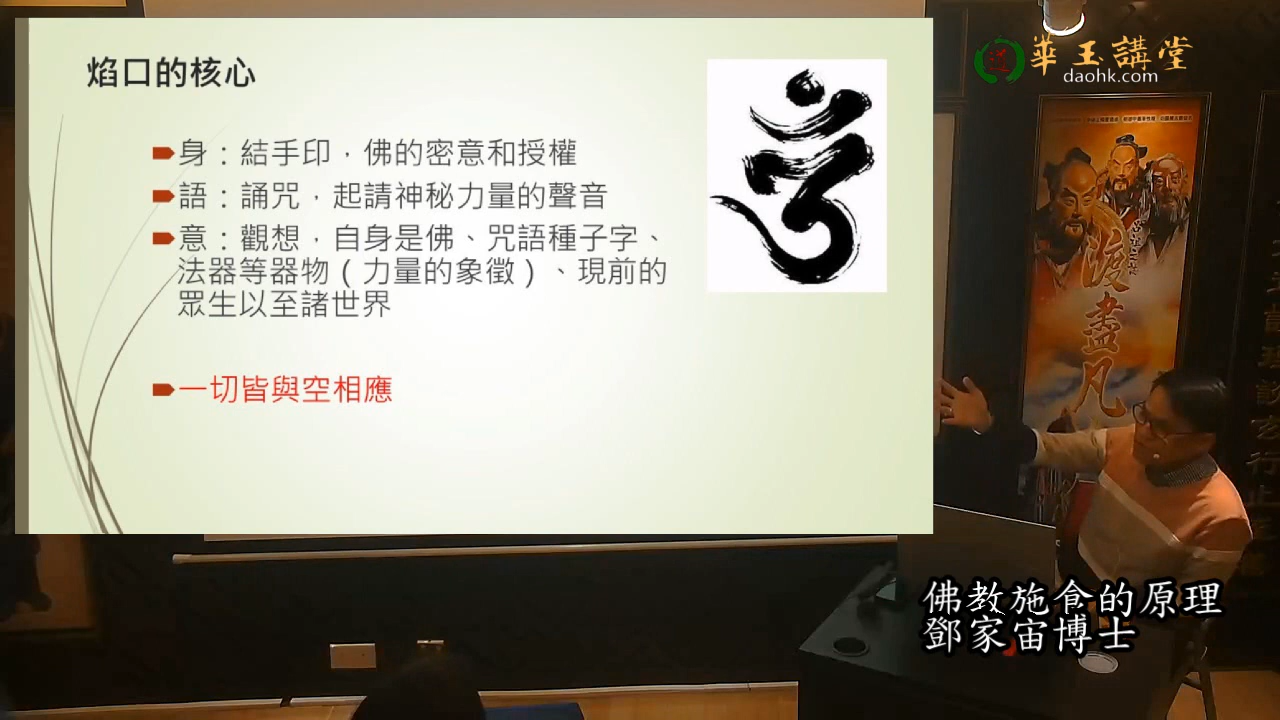 焰口的核心
身：結手印，佛的密意和授權
語：誦咒，起請神秘力量的聲音
意：觀想，自身是佛、咒語種子字、
法器等器物（力量的象徵）、現前的
眾生以至諸世界
一切皆與空相應
道 華玉講堂
daohk.com
渡盡凡
佛教施食的原理
鄧家宙博士